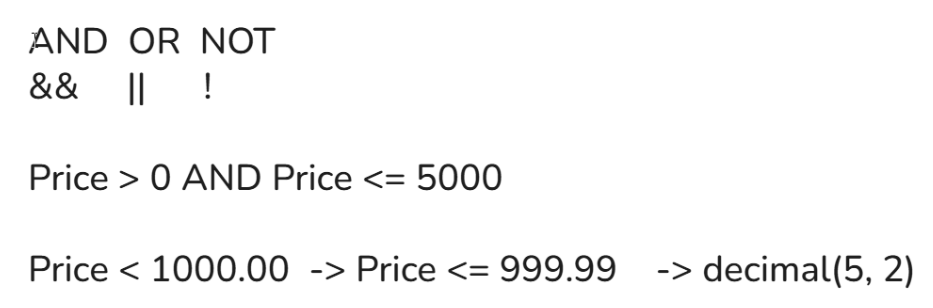 AND OR NOT
&& || !
Price > 0 AND Price <= 5000
Price < 1000.00 -> Price <= 999.99 -> decimal(5, 2)